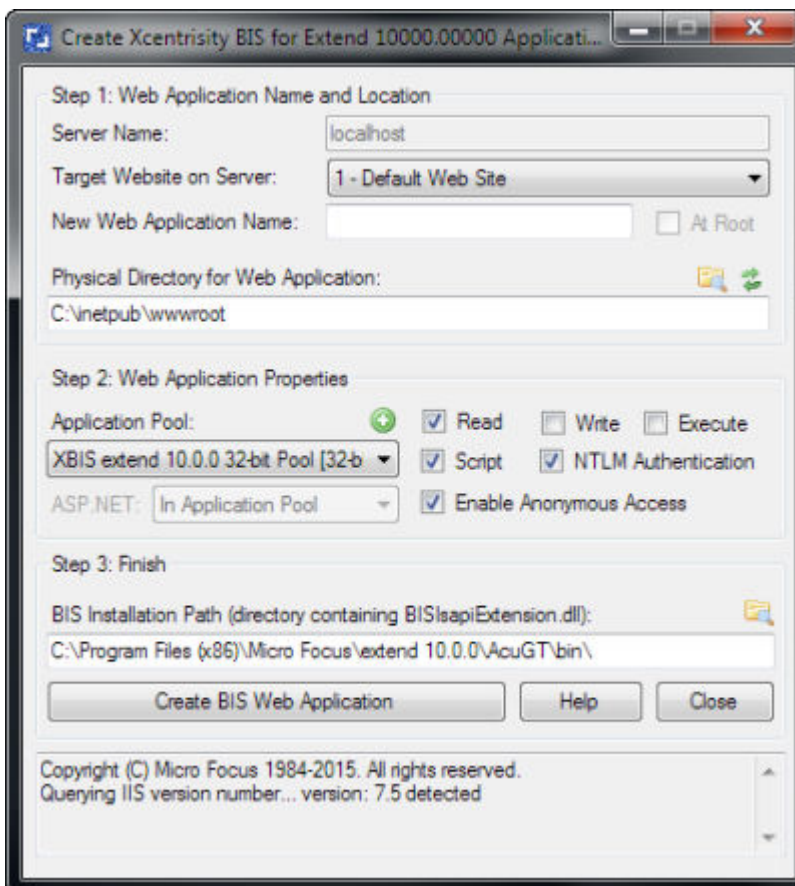 Create Xcentrisity BIS for Extend 10000.00000 Applicati...
Step 1: Web Application Name and Location
Server Name:
localhost
Target Website on Server:
1 - Default Web Site
New Web Application Name:
At Root
Physical Directory for Web Application:
C:\inetpub\wwwroot
Step 2: Web Application Properties
Application Pool:
Read
Write
Execute
XBIS extend 10.0.0 32-bit Pool [32-b
Script
NTLM Authentication
ASP.NET:
In Application Pool
Enable Anonymous Access
Step 3: Finish
BIS Installation Path (directory containing BISIsapiExtension.dll):
C:\Program Files (x86)\Micro Focus\extend 10.0.0\AcuGT\bin\
Create BIS Web Application
Help
Close
Copyright (C) Micro Focus 1984-2015. All rights reserved.
Querying IIS version number... version: 7.5 detected